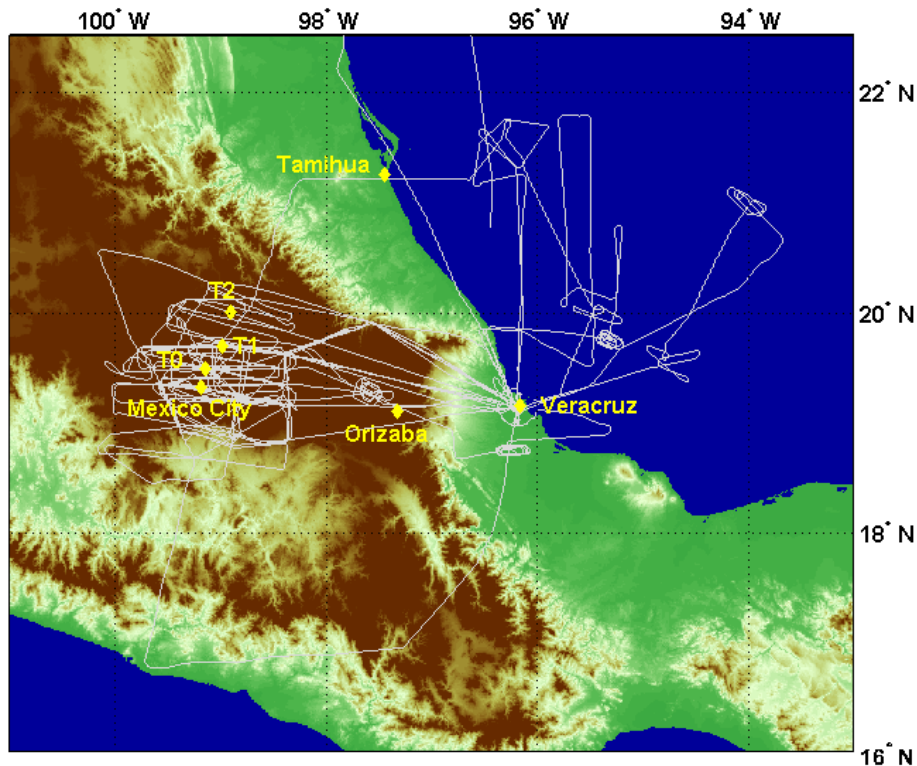 100° W 98° W 96° W 94° W
22° N
Tamihua
T2
20° N
T1
T0
Mexico City
Veracruz
Orizaba
18° N
16° N